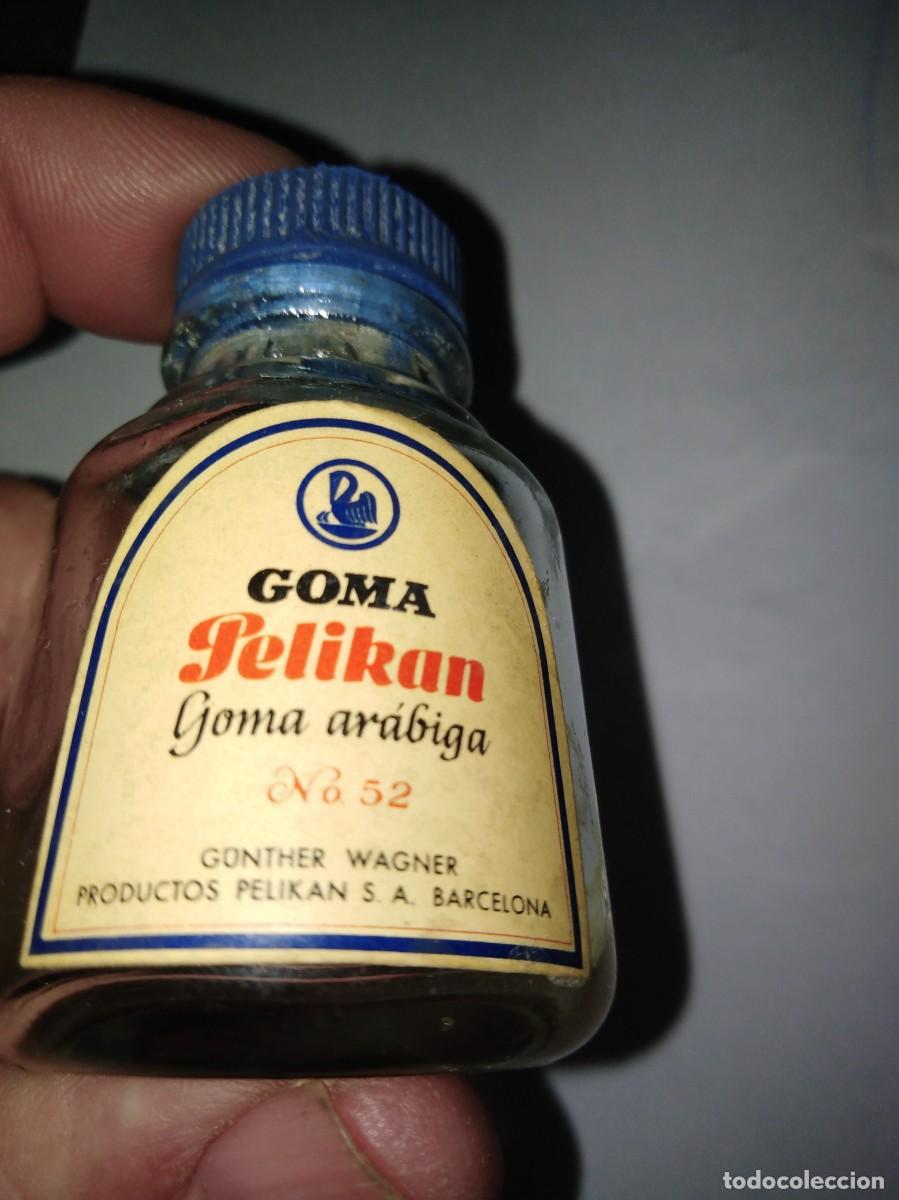 GOMA
Pelikan
Goma arábiga
No. 52
GÜNTHER WAGNER
PRODUCTOS PELIKAN S. A. BARCELONA
todocoleccion